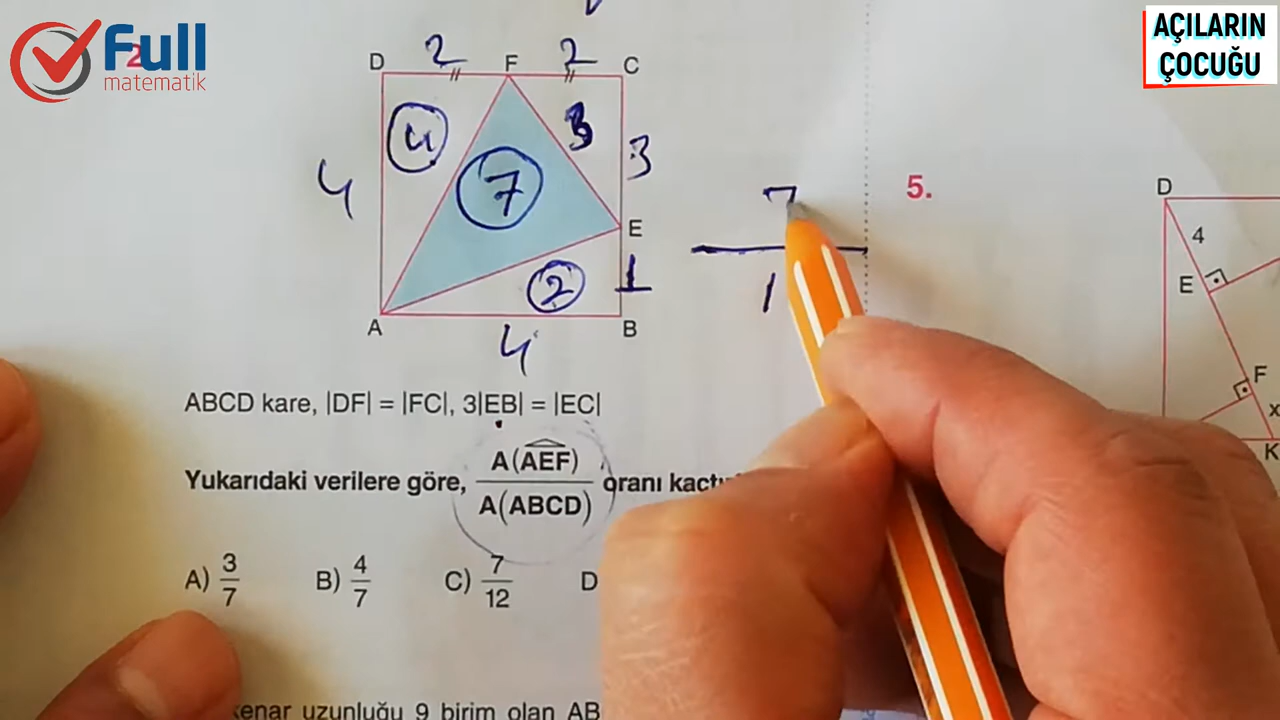 Full
matematik
AÇILARIN
ÇOCUĞU
2
2 2
D F C
4 3 3
4 7
E
2 1
A B
4
7
1
5.
D
4
E
F
x
K
ABCD kare, |DF| = |FC|, 3|EB| = |EC|
A(AEF)
Yukarıdaki verilere göre, oranı
A(ABCD)
A) 3/7 B) 4/7 C) 7/12 D
kenar uzunluğu 9 birim olan AB